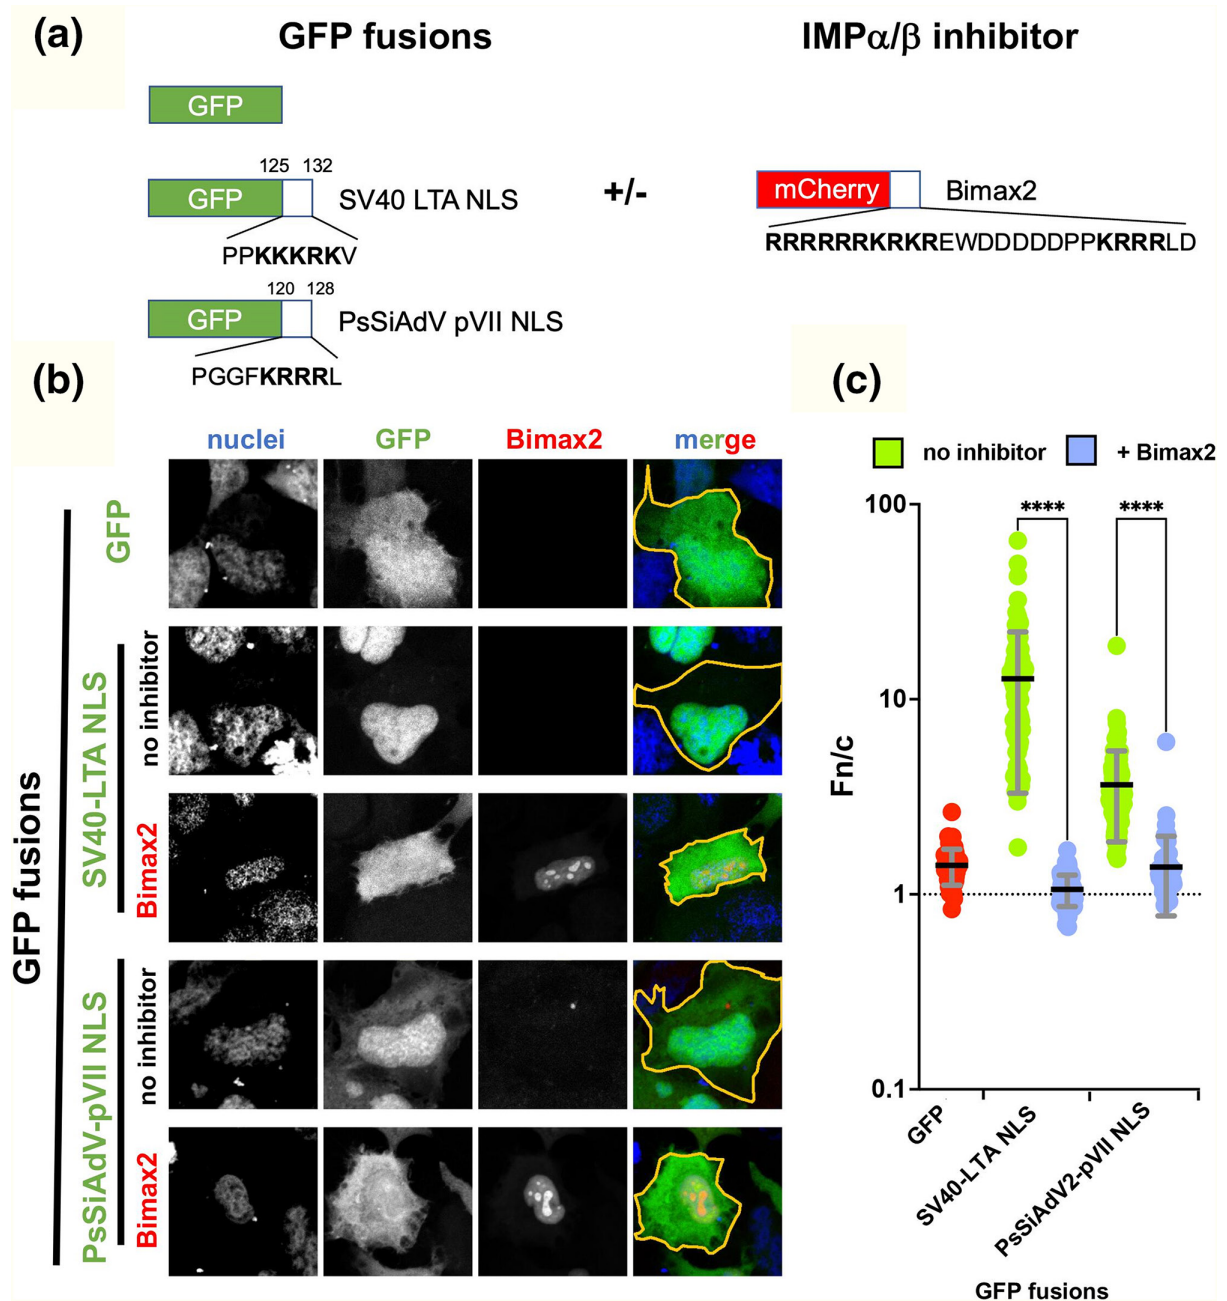 (a)
GFP fusions
IMPα/β inhibitor
GFP
125 132
GFP
SV40 LTA NLS
PPKKKRKV
+/-
mCherry
Bimax2
RRRRRRKRKREWDDDDDPPKRRRLD
120 128
GFP
PsSiAdV pVII NLS
PGGFKRRRL
(b)
nuclei GFP Bimax2 merge
GFP fusions
GFP
SV40-LTA NLS
no inhibitor
Bimax2
PsSiAdV-pVII NLS
no inhibitor
Bimax2
(c)
no inhibitor + Bimax2
**** ****
100
10
1
0.1
Fn/c
GFP
SV40-LTA NLS
PsSiAdV2-pVII NLS
GFP fusions